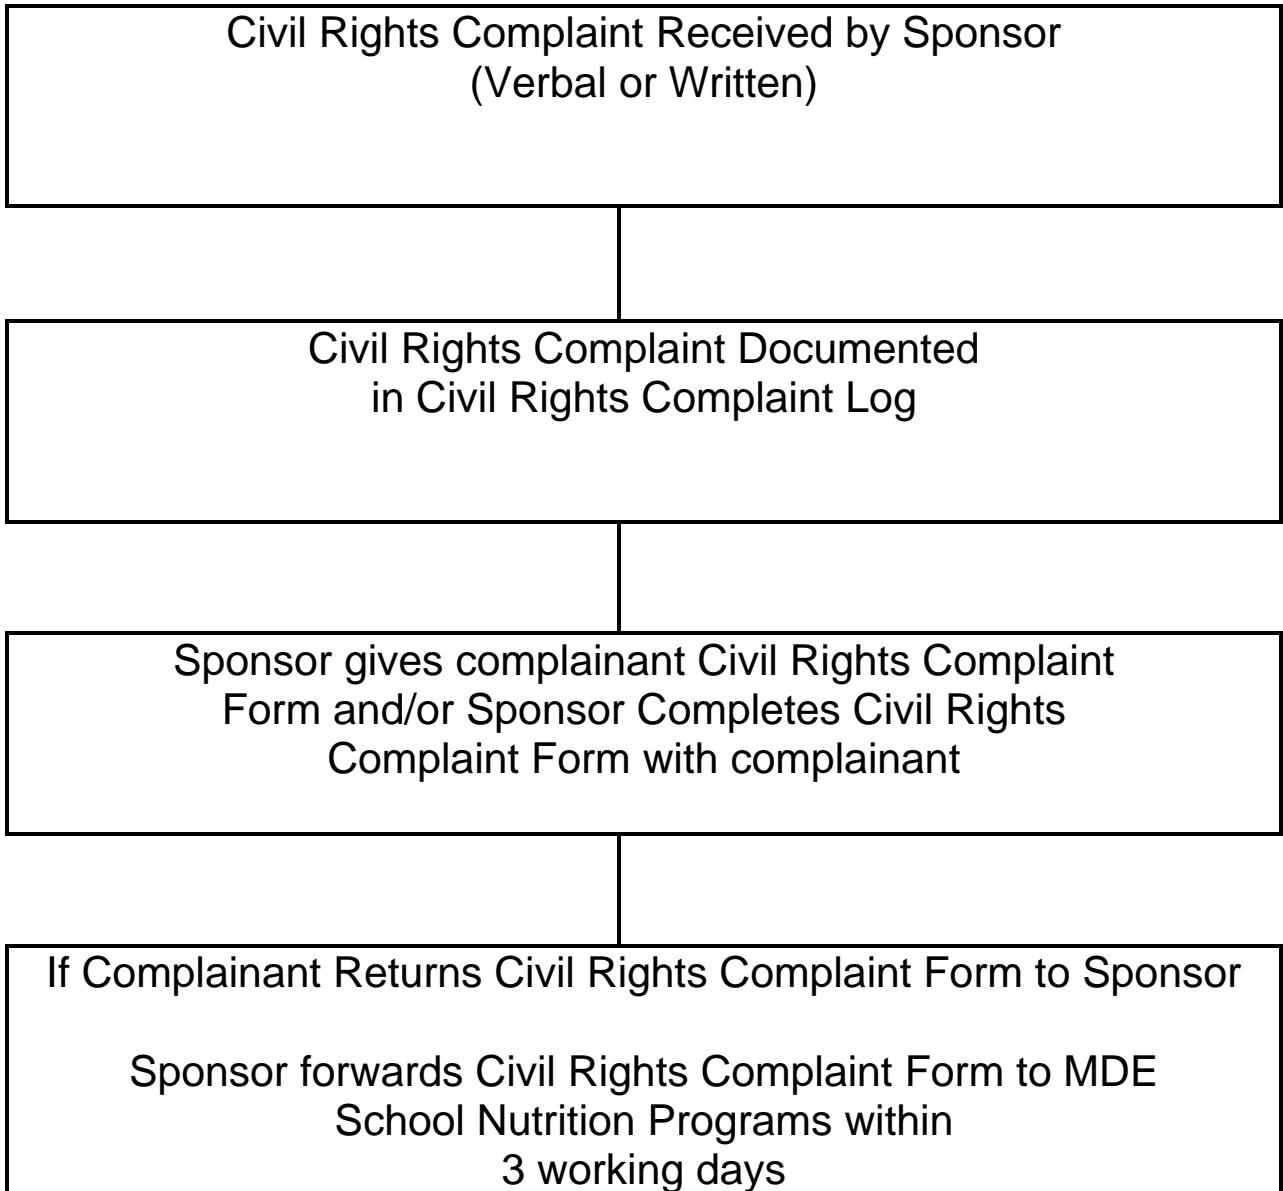 Civil Rights Complaint Received by Sponsor
(Verbal or Written)
Civil Rights Complaint Documented
in Civil Rights Complaint Log
Sponsor gives complainant Civil Rights Complaint
Form and/or Sponsor Completes Civil Rights
Complaint Form with complainant
If Complainant Returns Civil Rights Complaint Form to Sponsor
Sponsor forwards Civil Rights Complaint Form to MDE
School Nutrition Programs within
3 working days